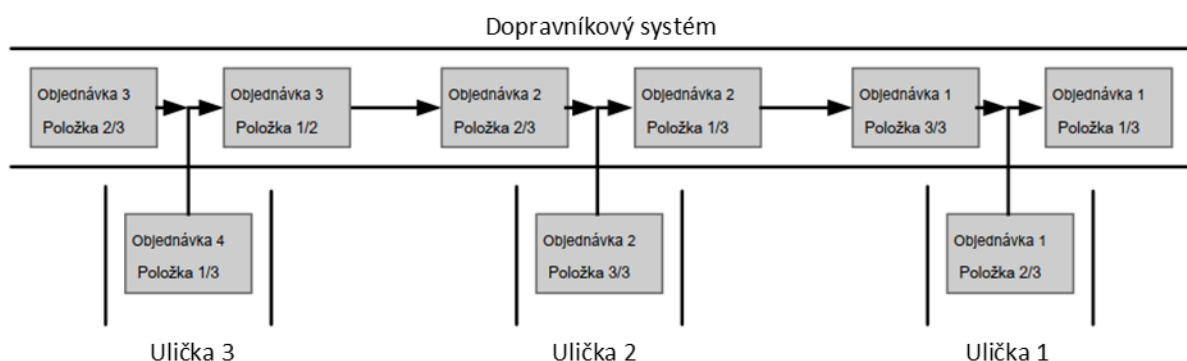 Dopravníkový systém
Objednávka 3
Položka 2/3
Objednávka 3
Položka 1/2
Objednávka 2
Položka 2/3
Objednávka 2
Položka 1/3
Objednávka 1
Položka 3/3
Objednávka 1
Položka 1/3
Objednávka 4
Položka 1/3
Objednávka 2
Položka 3/3
Objednávka 1
Položka 2/3
Ulička 3
Ulička 2
Ulička 1